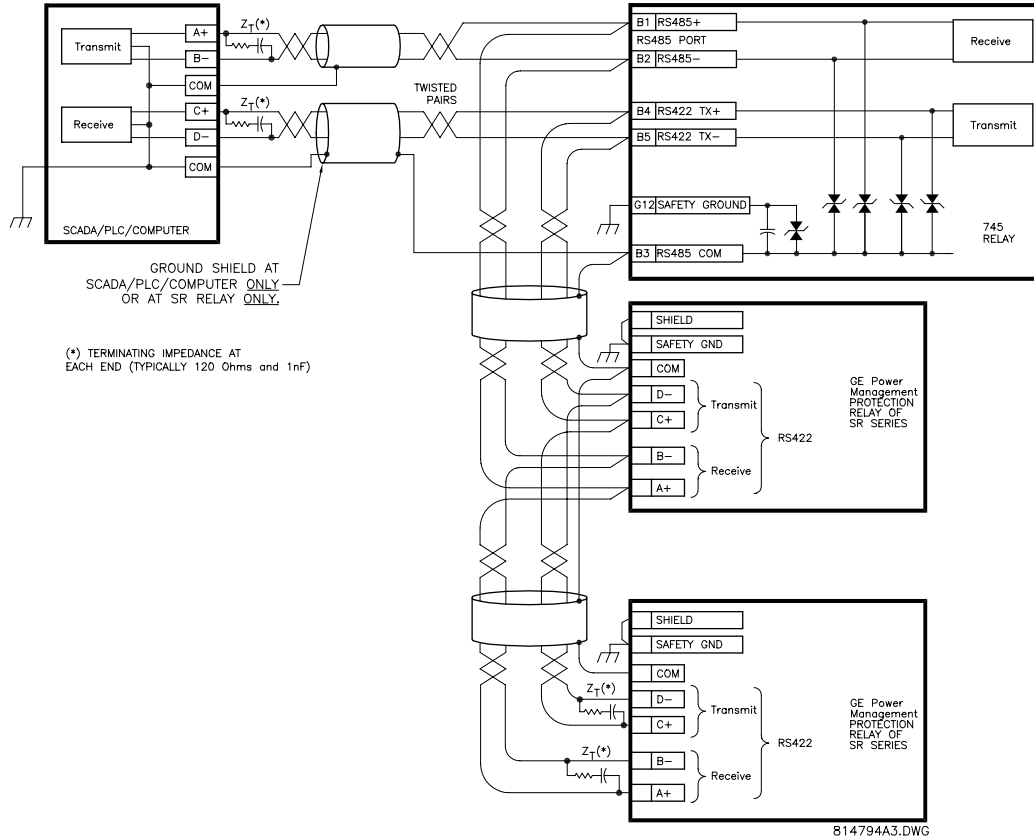 Transmit
A+
B-
COM
Receive
C+
D-
COM
SCADA/PLC/COMPUTER
ZT(*)
ZT(*)
TWISTED
PAIRS
GROUND SHIELD AT
SCADA/PLC/COMPUTER ONLY
OR AT SR RELAY ONLY.
(*) TERMINATING IMPEDANCE AT
EACH END (TYPICALLY 120 Ohms and 1nF)
B1 RS485+
RS485 PORT
B2 RS485-
B4 RS422 TX+
B5 RS422 TX-
G12 SAFETY GROUND
B3 RS485 COM
Receive
Transmit
745
RELAY
SHIELD
SAFETY GND
COM
D-
C+
Transmit
B-
A+
Receive
RS422
GE Power
Management
PROTECTION
RELAY OF
SR SERIES
SHIELD
SAFETY GND
COM
ZT(*)
D-
C+
Transmit
ZT(*)
B-
A+
Receive
RS422
GE Power
Management
PROTECTION
RELAY OF
SR SERIES
814794A3.DWG